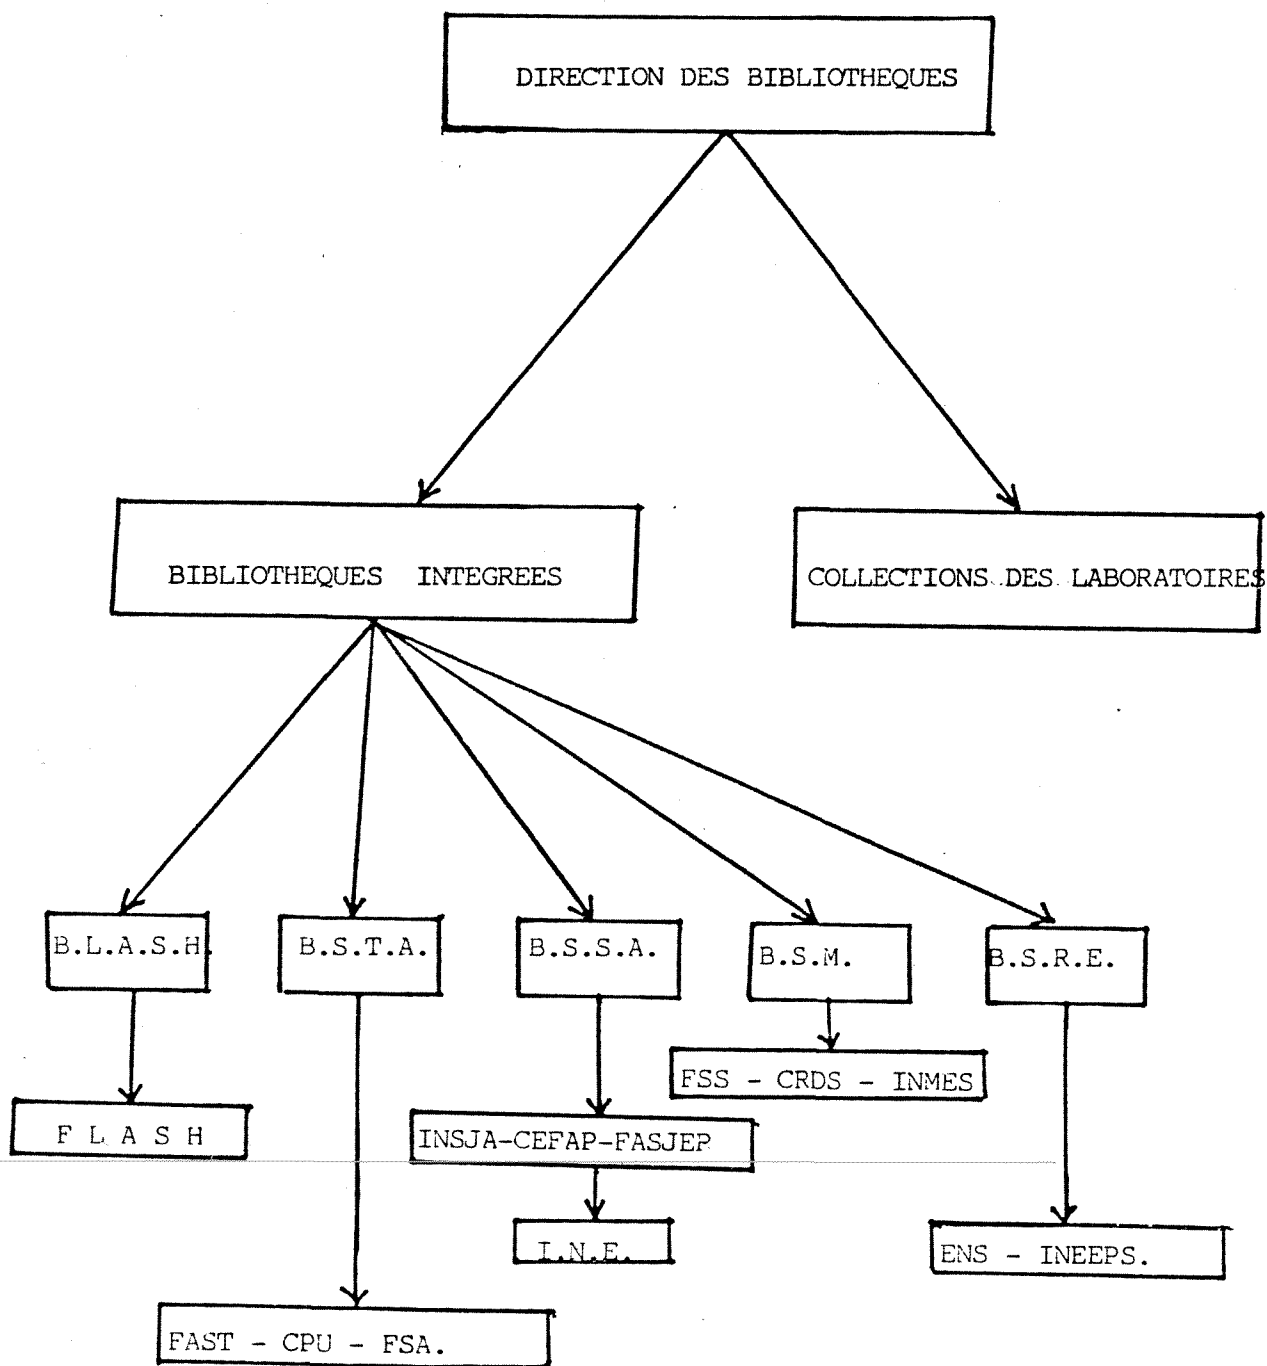 DIRECTION DES BIBLIOTHEQUES
BIBLIOTHEQUES INTEGREES
COLLECTIONS DES LABORATOIRES
B.L.A.S.H.
B.S.T.A.
B.S.S.A.
B.S.M.
B.S.R.E.
FSS - CRDS - INMES
F L A S H
INSJA-CEFAP-FASJEP
I.N.E.
ENS - INEEPS.
FAST - CPU - FSA.